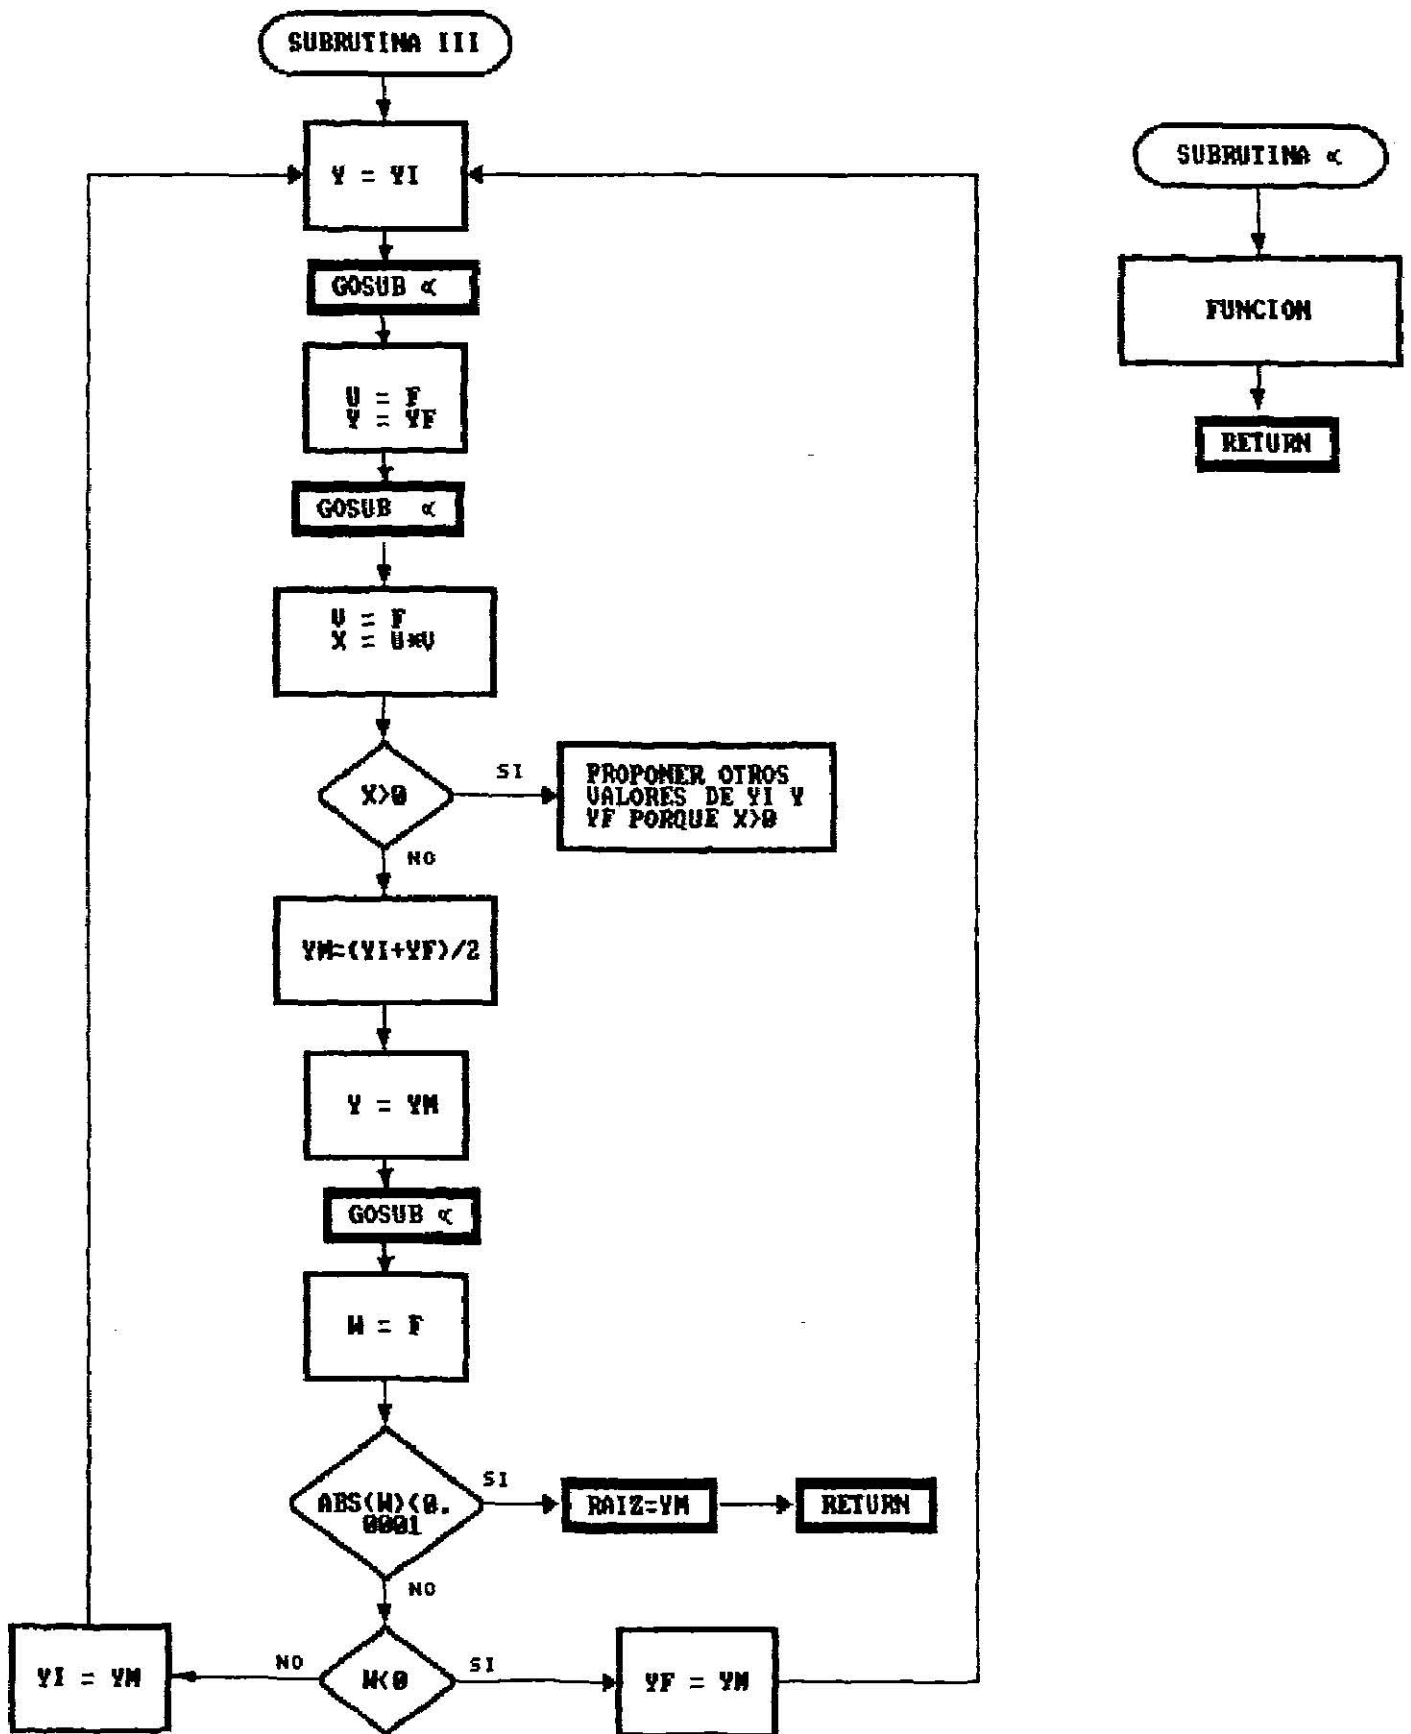 SUBRUTINA III
Y = YI
GOSUB ∝
U = F
Y = YF
GOSUB ∝
V = F
X = U*V
X>0
SI
PROPONER OTROS
VALORES DE YI Y
YF PORQUE X>0
NO
YM=(YI+YF)/2
Y = YM
GOSUB ∝
W = F
ABS(W)<0.
0001
SI
RAIZ=YM
RETURN
NO
W<0
NO
YI = YM
SI
YF = YM
SUBRUTINA ∝
FUNCION
RETURN